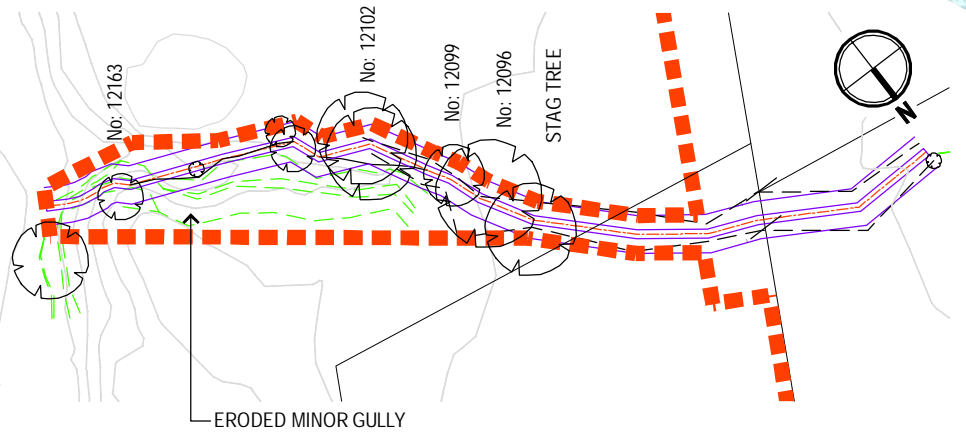 No: 12163
No: 12102
No: 12099
No: 12096
STAG TREE
N
ERODED MINOR GULLY